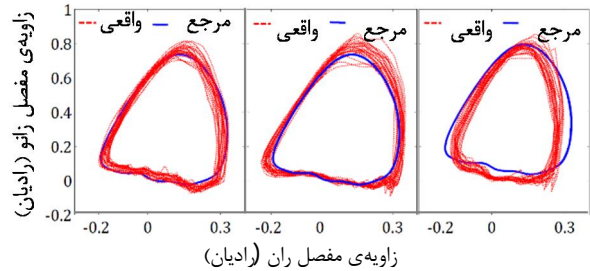 مرجع واقعی مرجع واقعی مرجع واقعی
زاویه‌ی مفصل زانو (رادیان)
1
0.8
0.6
0.4
0.2
0
-0.2
-0.2 0 0.3 -0.2 0 0.3 -0.2 0 0.3
زاویه‌ی مفصل ران (رادیان)